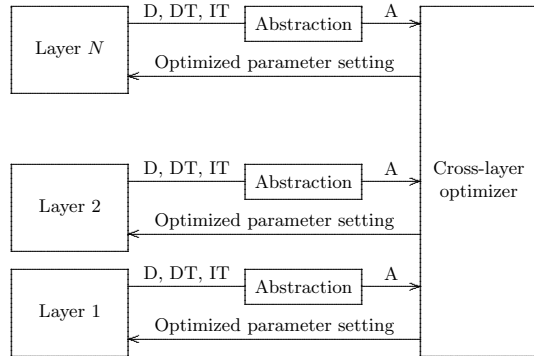 D, DT, IT
Abstraction
A
Layer N
Optimized parameter setting
D, DT, IT
Abstraction
A
Layer 2
Optimized parameter setting
Cross-layer
optimizer
D, DT, IT
Abstraction
A
Layer 1
Optimized parameter setting